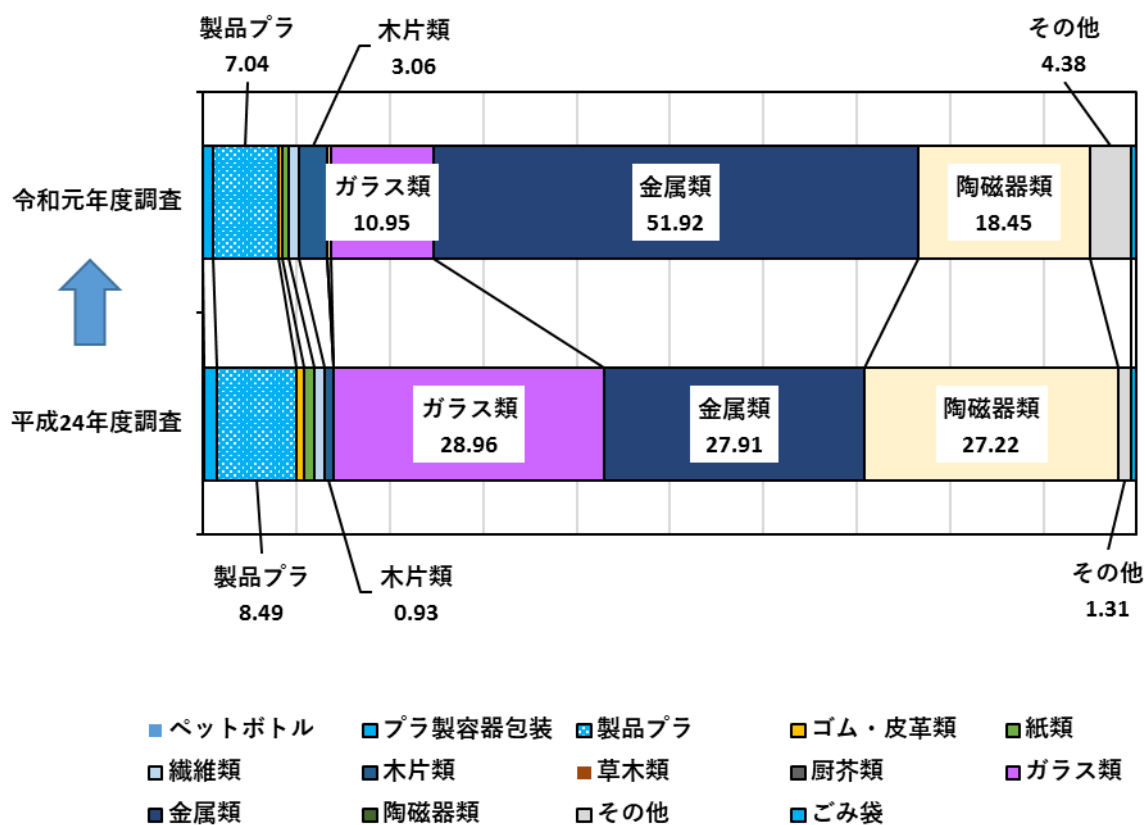 製品プラ
7.04
木片類
3.06
その他
4.38
令和元年度調査
ガラス類
10.95
金属類
51.92
陶磁器類
18.45
平成24年度調査
ガラス類
28.96
金属類
27.91
陶磁器類
27.22
製品プラ
8.49
木片類
0.93
その他
1.31
ペットボトル プラ製容器包装 製品プラ ゴム・皮革類 紙類
繊維類 木片類 草木類 厨芥類 ガラス類
金属類 陶磁器類 その他 ごみ袋